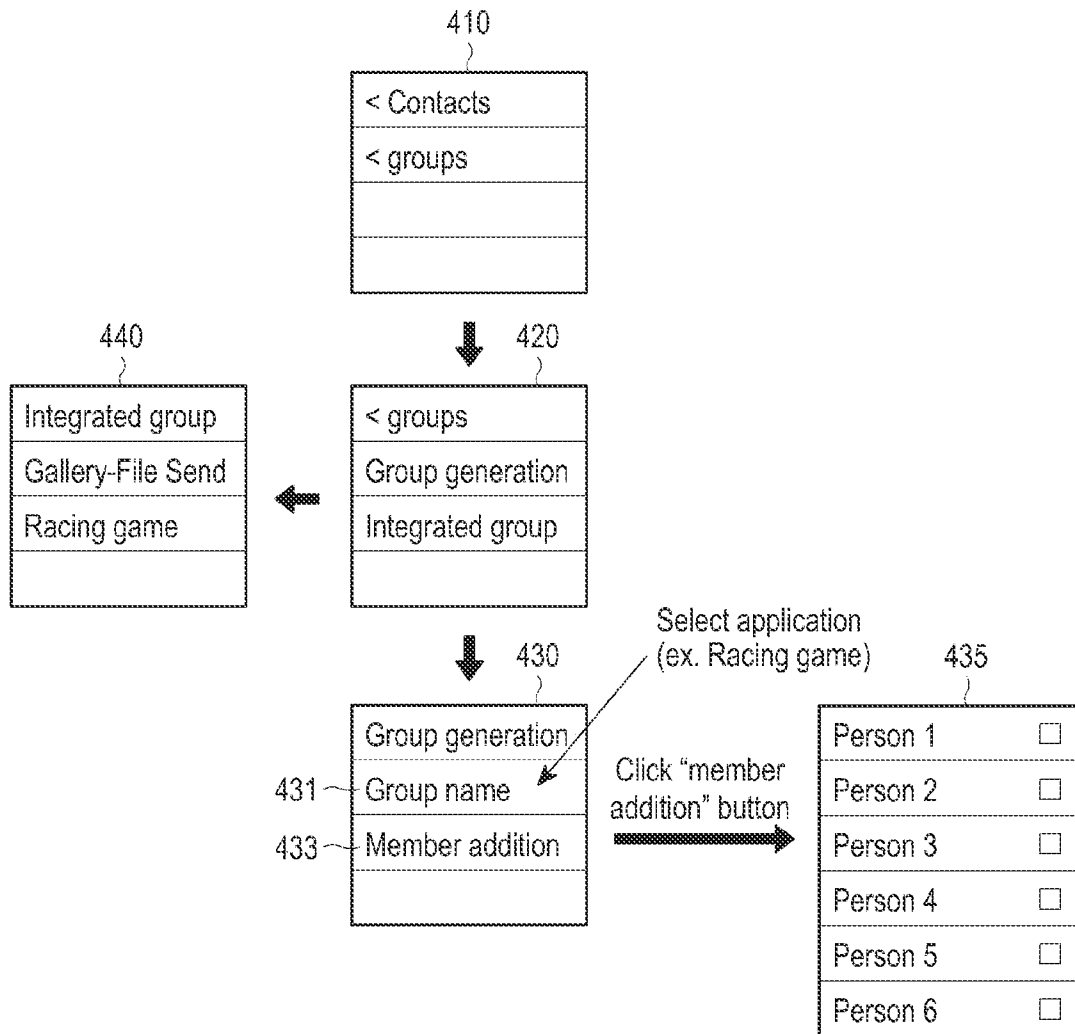 410
< Contacts
< groups
440
420
Integrated group
Gallery-File Send
Racing game
< groups
Group generation
Integrated group
Select application
(ex. Racing game)
430
435
Group generation
431
Group name
433
Member addition
Click “member
addition” button
Person 1
Person 2
Person 3
Person 4
Person 5
Person 6